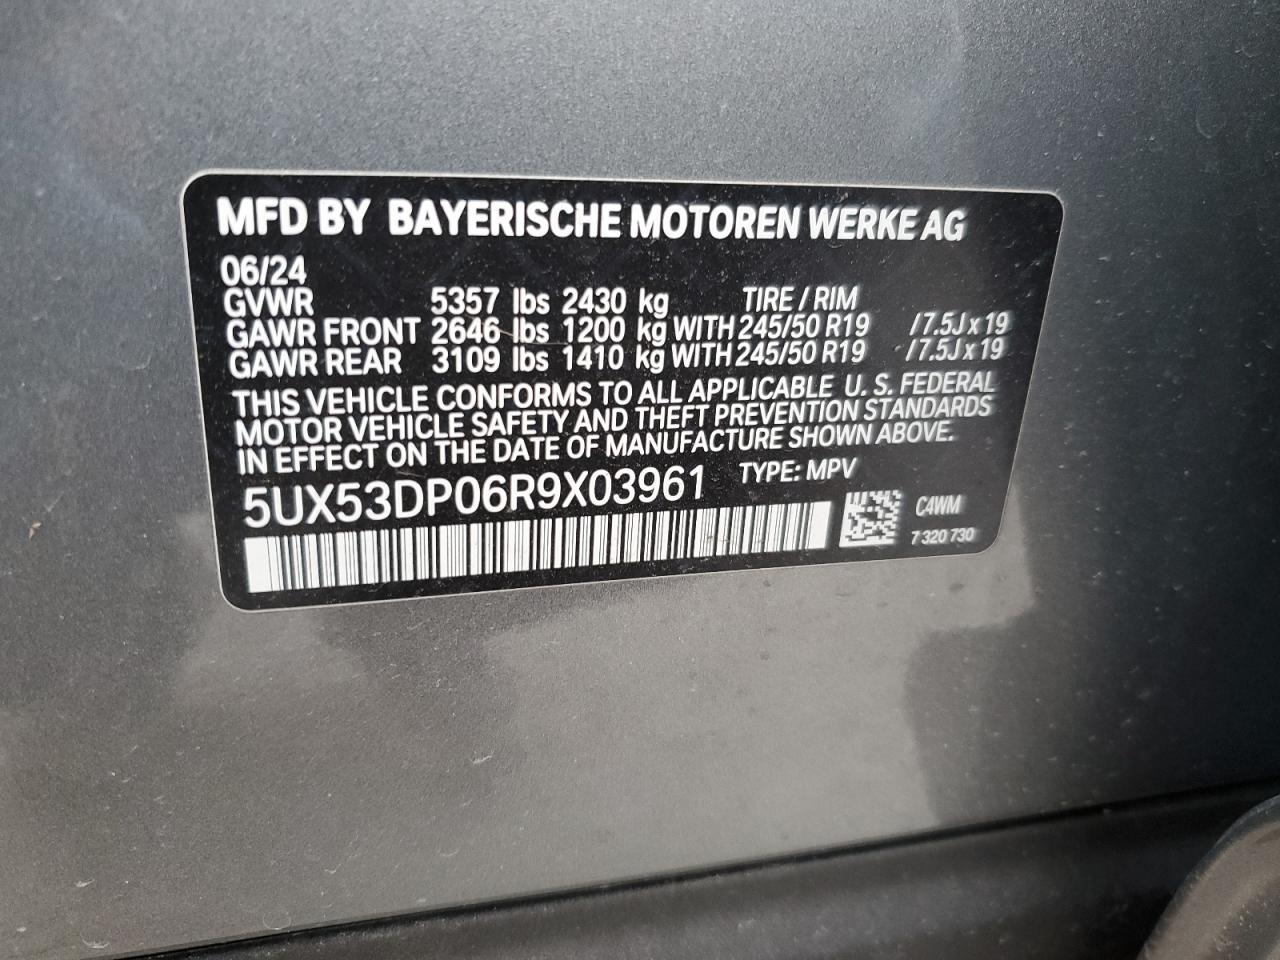 MFD BY BAYERISCHE MOTOREN WERKE AG
06/24
GVWR 5357 lbs 2430 kg TIRE / RIM
GAWR FRONT 2646 lbs 1200 kg WITH 245/50 R19 /7.5J x 19
GAWR REAR 3109 lbs 1410 kg WITH 245/50 R19 /7.5J x 19
THIS VEHICLE CONFORMS TO ALL APPLICABLE U. S. FEDERAL
MOTOR VEHICLE SAFETY AND THEFT PREVENTION STANDARDS
IN EFFECT ON THE DATE OF MANUFACTURE SHOWN ABOVE.
5UX53DP06R9X03961 TYPE: MPV
C4WM
7 320 730